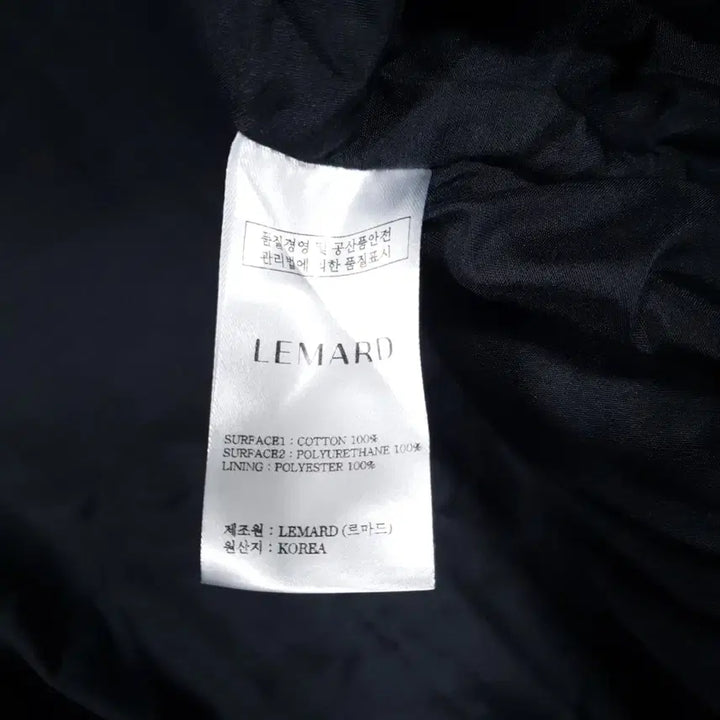 품질경영 및 공산품안전
관리법에 의한 품질표시
LEMARD
SURFACE1 : COTTON 100%
SURFACE2 : POLYURETHANE 100%
LINING : POLYESTER 100%
제조원 : LEMARD (르마드)
원산지 : KOREA